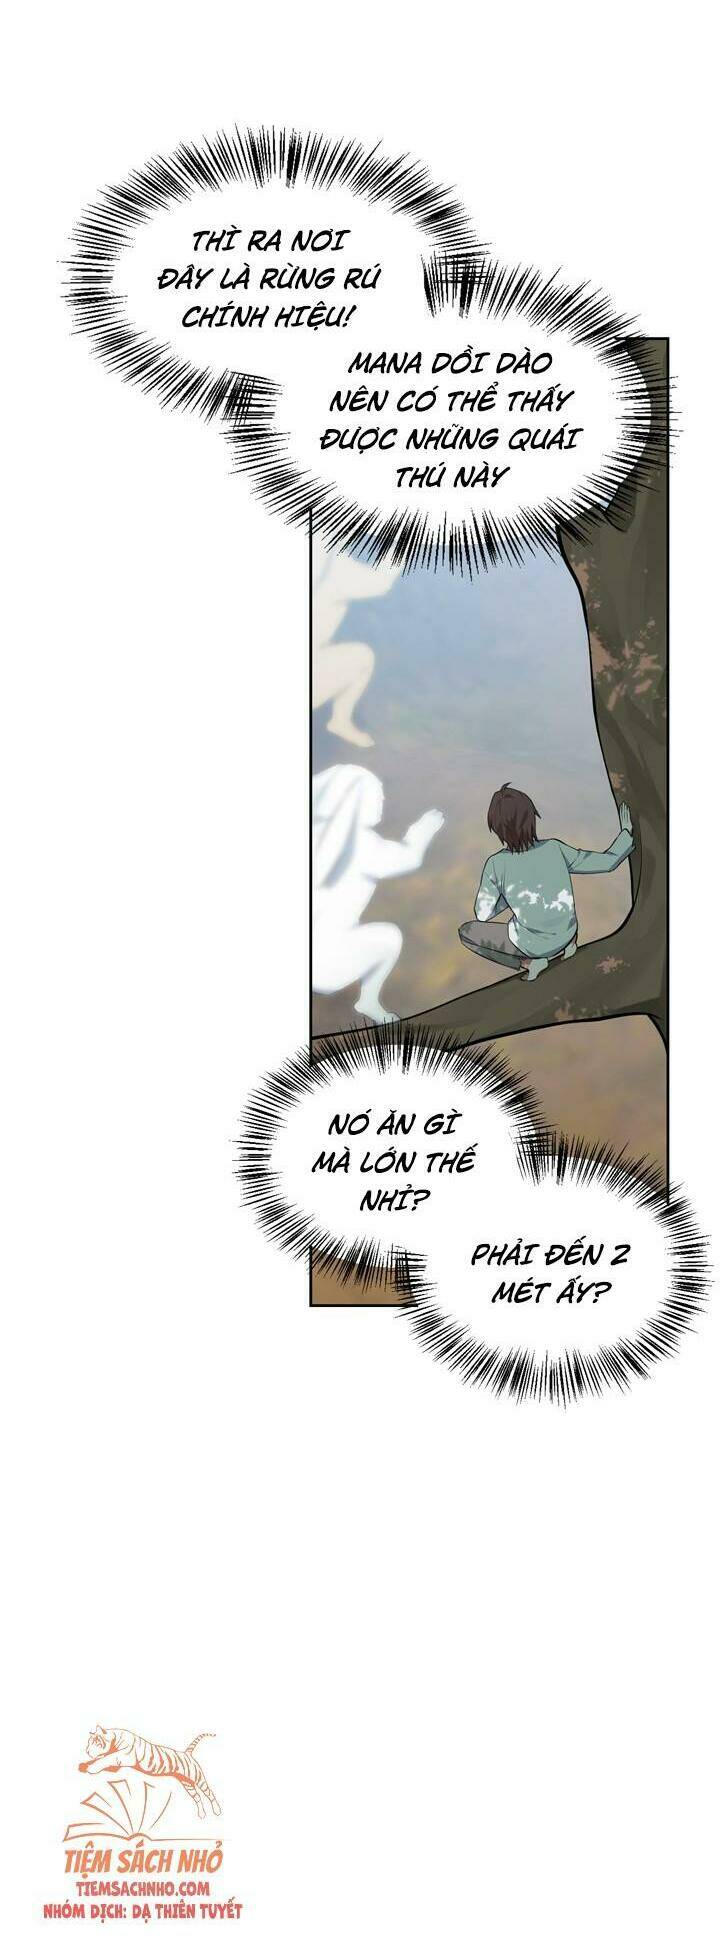 THÌ RA NƠI
ĐÂY LÀ RỪNG RÚ
CHÍNH HIỆU!
MANA DỒI DÀO
NÊN CÓ THỂ THẤY
ĐƯỢC NHỮNG QUÁI
THÚ NÀY
NÓ ĂN GÌ
MÀ LỚN THẾ
NHỈ?
PHẢI ĐẾN 2
MÉT ẤY?
TIỆM SÁCH NHỎ
TIEMSACHNHO.COM
NHÓM DỊCH: DẠ THIÊN TUYẾT